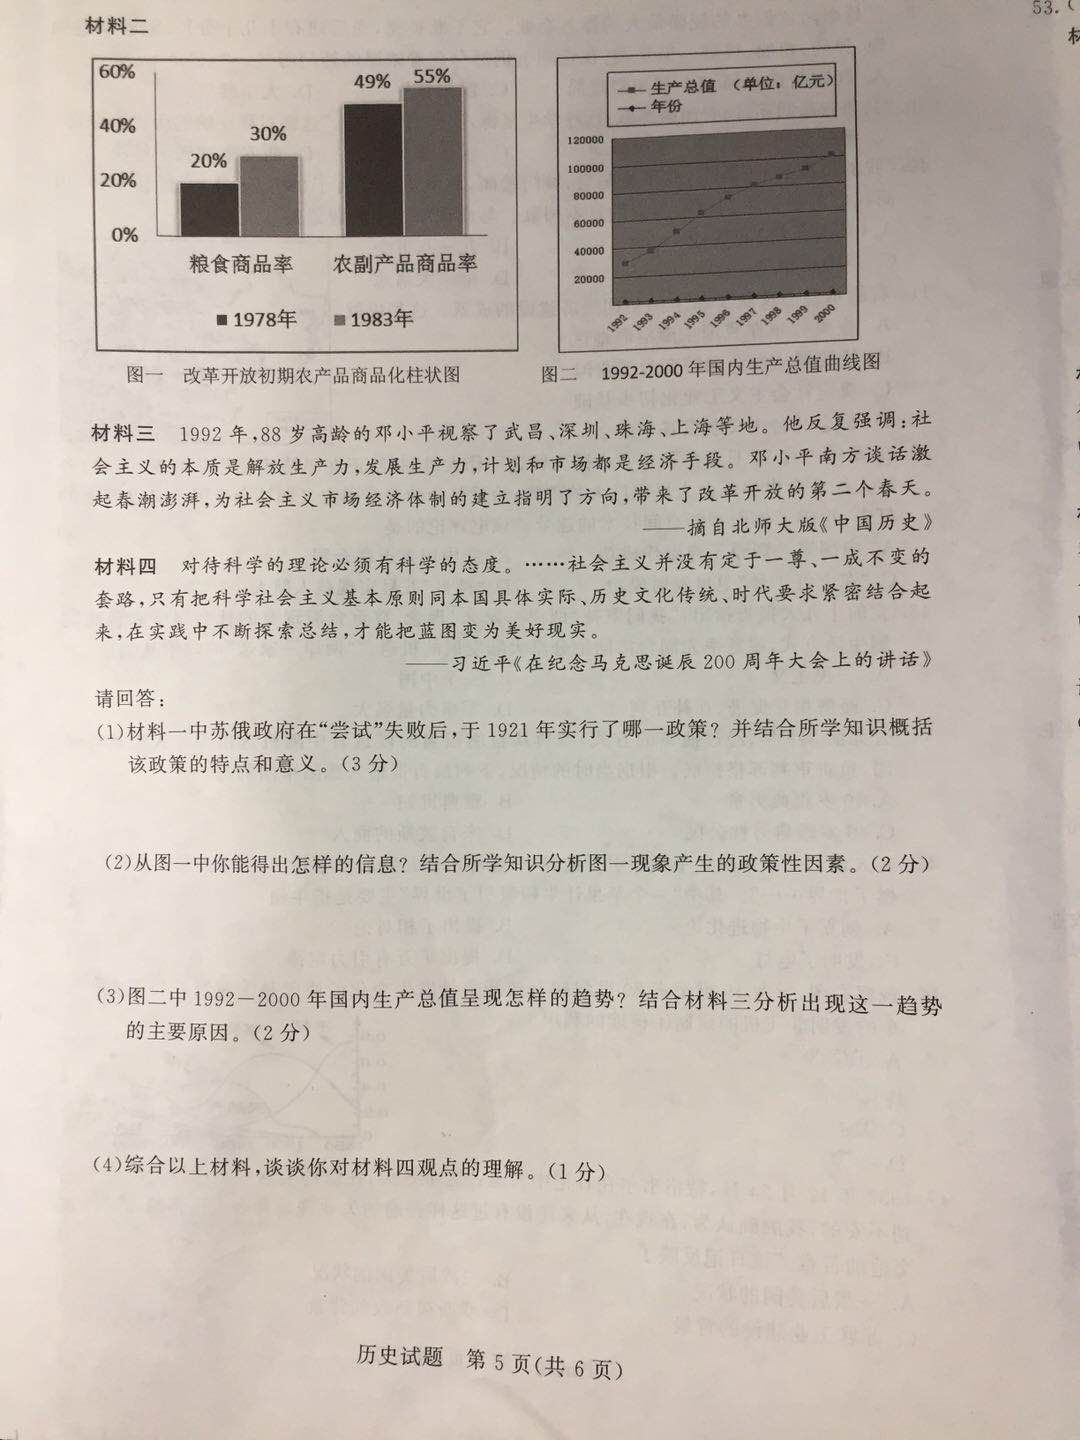 53.(
材料二
60%
40%
20%
0%
20%
30%
49%
55%
粮食商品率 农副产品商品率
■1978年 ■1983年
图一 改革开放初期农产品商品化柱状图
生产总值 (单位:亿元)
年份
120000
100000
80000
60000
40000
20000
1992 1993 1994 1995 1996 1997 1998 1999 2000
图二 1992-2000年国内生产总值曲线图
材料三 1992年,88岁高龄的邓小平视察了武昌、深圳、珠海、上海等地。他反复强调:社
会主义的本质是解放生产力,发展生产力,计划和市场都是经济手段。邓小平南方谈话激
起春潮澎湃,为社会主义市场经济体制的建立指明了方向,带来了改革开放的第二个春天。
——摘自北师大版《中国历史》
材料四 对待科学的理论必须有科学的态度。……社会主义并没有定于一尊、一成不变的
套路,只有把科学社会主义基本原则同本国具体实际、历史文化传统、时代要求紧密结合起
来,在实践中不断探索总结,才能把蓝图变为美好现实。
——习近平《在纪念马克思诞辰200周年大会上的讲话》
请回答:
(1)材料一中苏俄政府在“尝试”失败后,于1921年实行了哪一政策?并结合所学知识概括
该政策的特点和意义。(3分)
(2)从图一中你能得出怎样的信息?结合所学知识分析图一现象产生的政策性因素。(2分)
(3)图二中1992-2000年国内生产总值呈现怎样的趋势?结合材料三分析出现这一趋势
的主要原因。(2分)
(4)综合以上材料,谈谈你对材料四观点的理解。(1分)
历史试题 第5页(共6页)